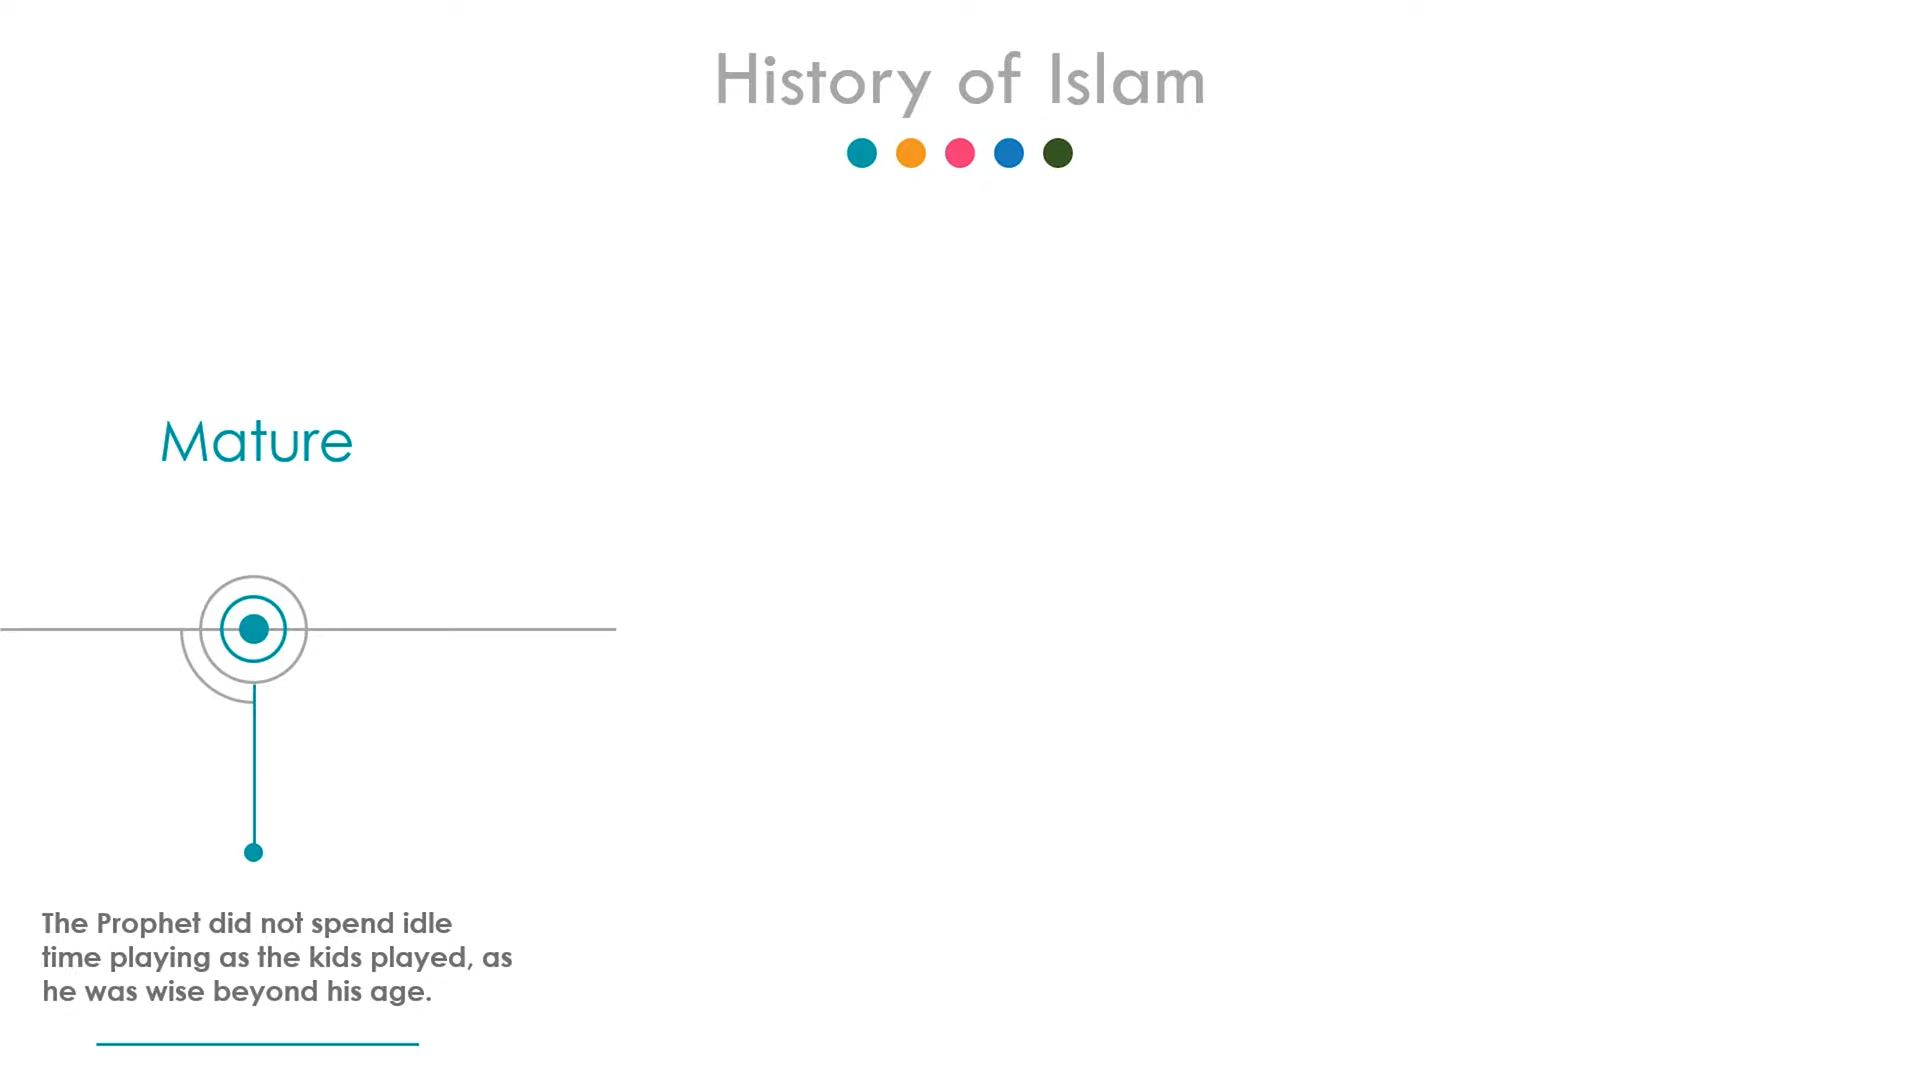 History of Islam
Mature
The Prophet did not spend idle
time playing as the kids played, as
he was wise beyond his age.